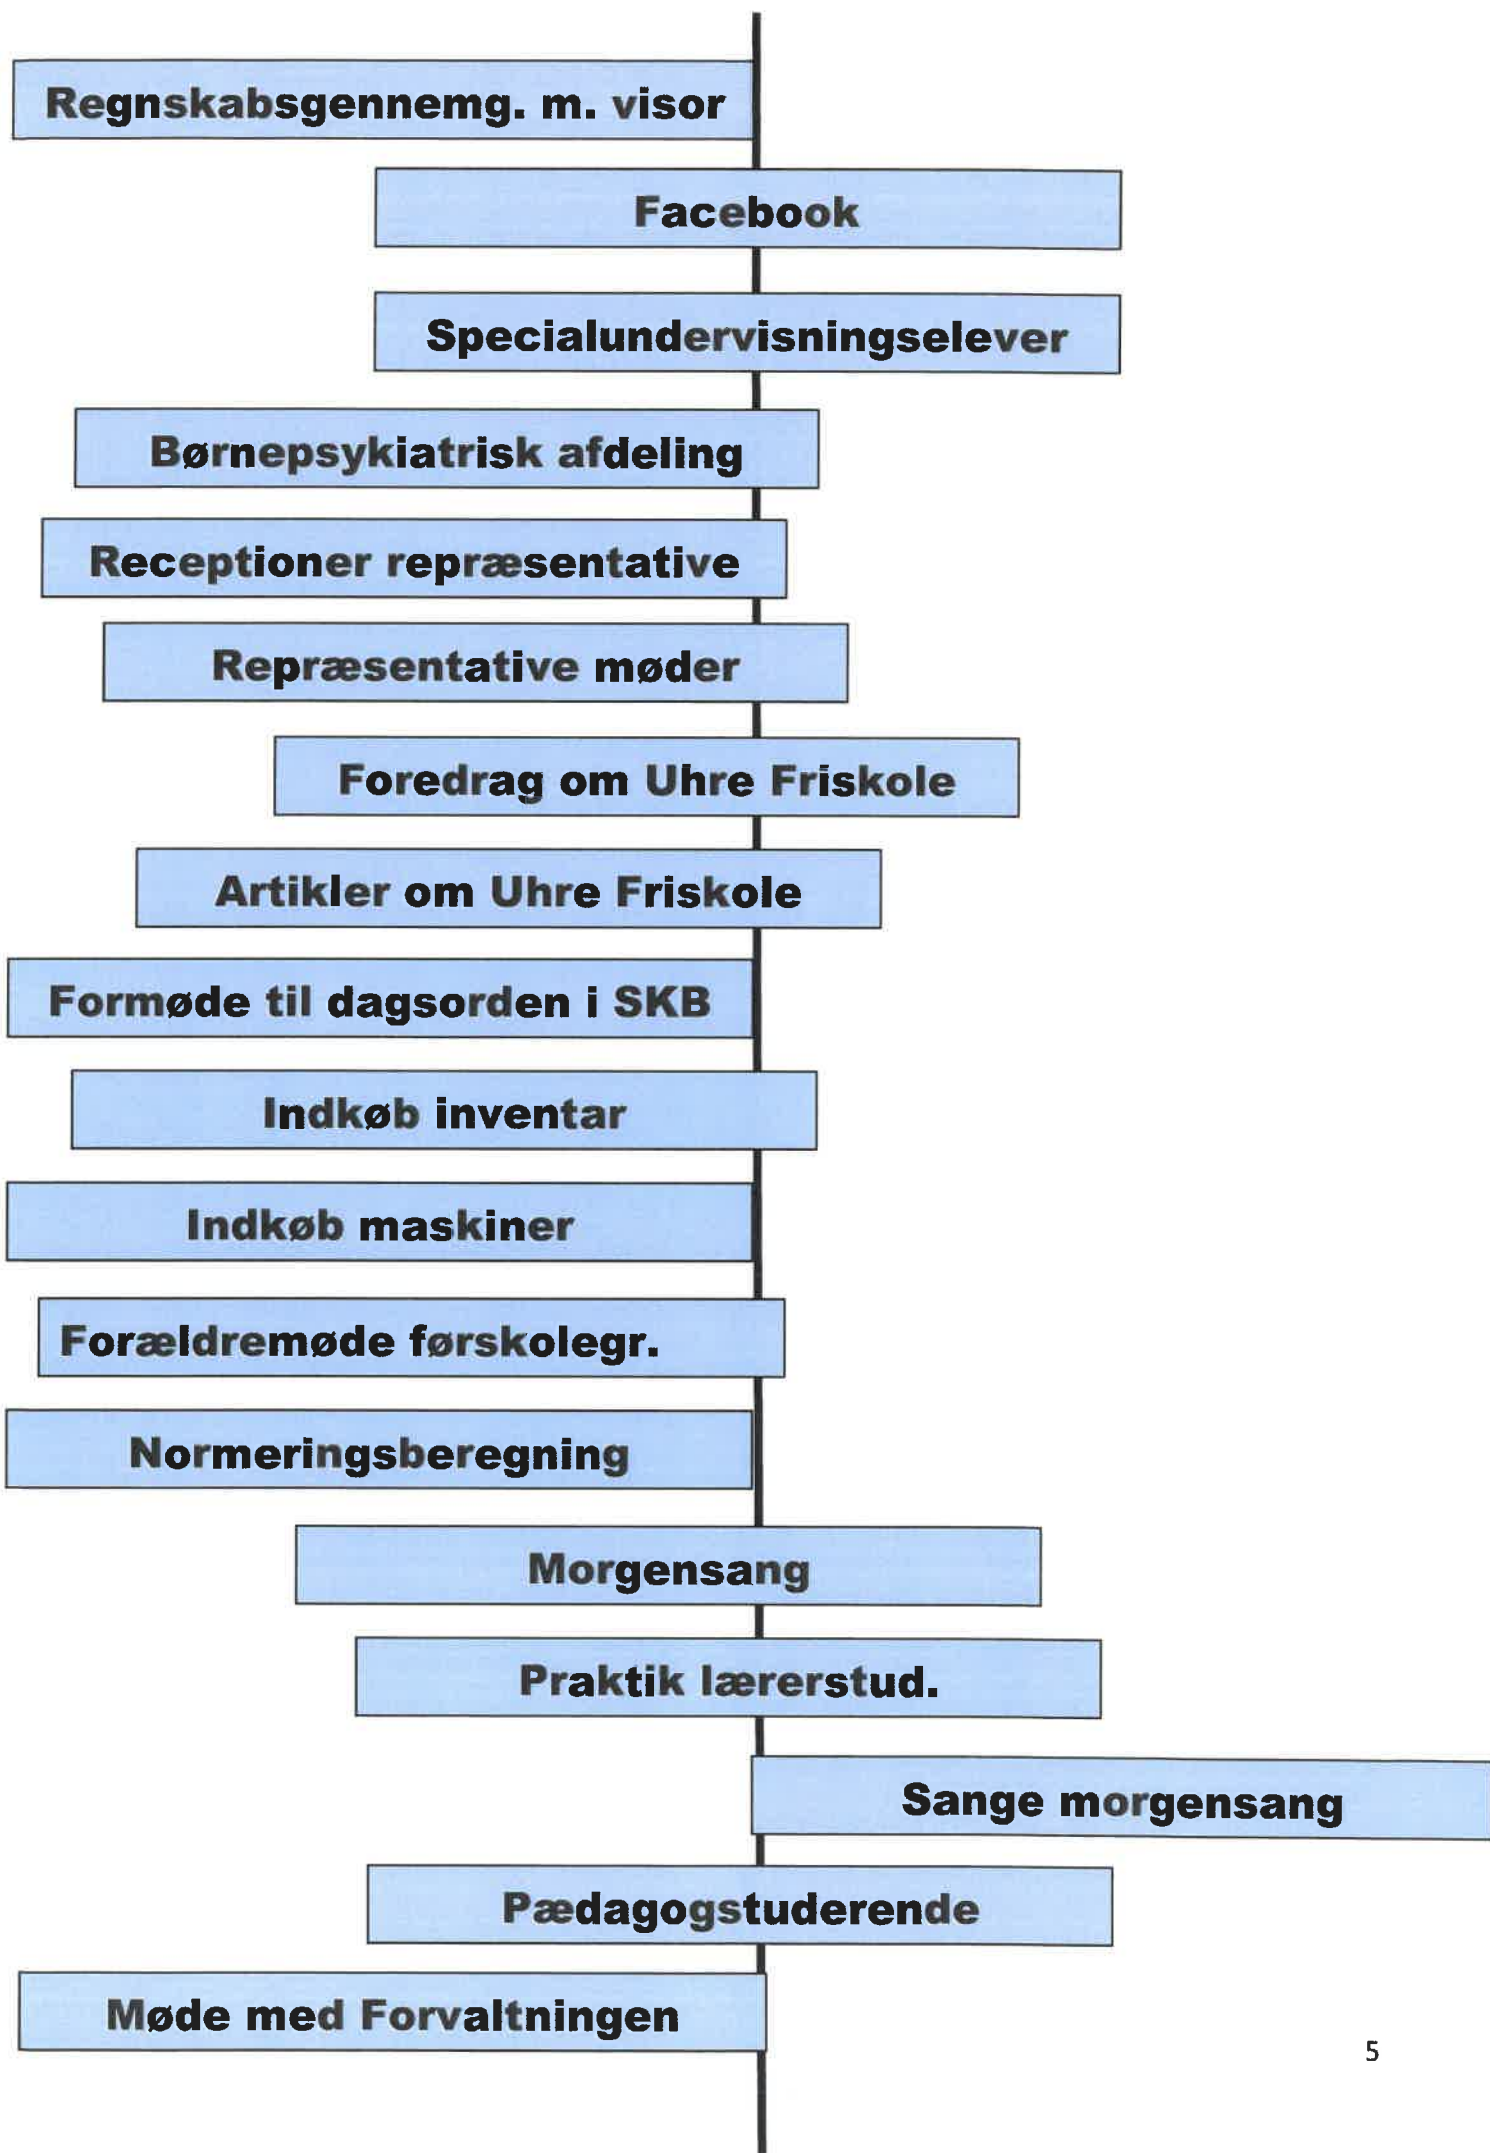 Regnskabsgennemg. m. visor
Facebook
Specialundervisningselever
Børnepsykiatrisk afdeling
Receptioner repræsentative
Repræsentative møder
Foredrag om Uhre Friskole
Artikler om Uhre Friskole
Formøde til dagsorden i SKB
Indkøb inventar
Indkøb maskiner
Forældremøde førskolegr.
Normeringsberegning
Morgensang
Praktik lærerstud.
Sange morgensang
Pædagogstuderende
Møde med Forvaltningen
5